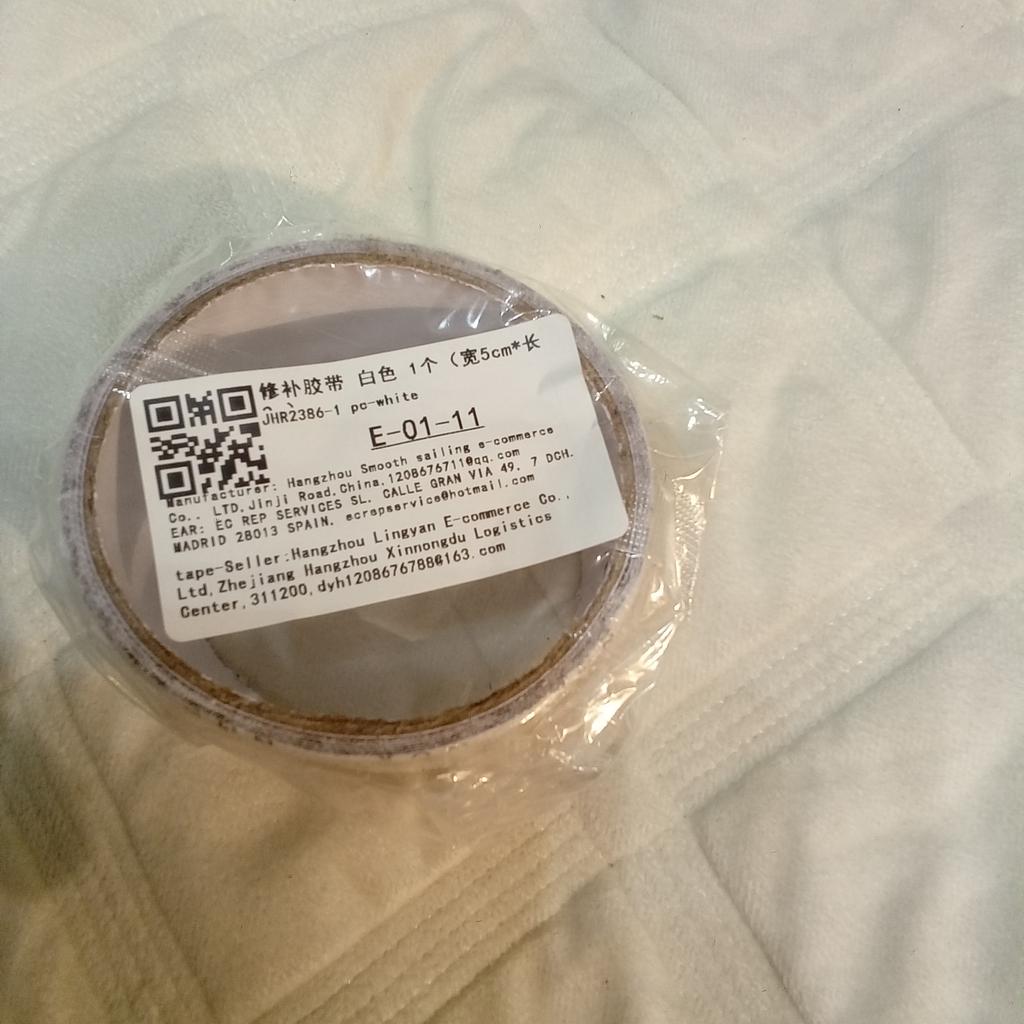 修补胶带 白色 1个（宽5cm*长
JHR2386-1 pc-white
E-01-11
Manufacturer: Hangzhou Smooth sailing e-commerce
Co., LTD,Jinji Road,China,1208676711@qq.com
EAR: EC REP SERVICES SL. CALLE GRAN VIA 49, 7 DCH.
MADRID 28013 SPAIN. ecrepservice@hotmail.com
tape-Seller:Hangzhou Lingyan E-commerce Co.,
Ltd,Zhejiang Hangzhou Xinnongdu Logistics
Center,311200,dyh1208676788@163.com